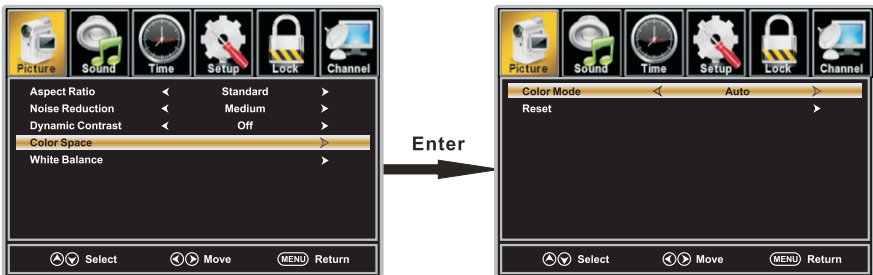 Picture Sound Time Setup Lock Channel
Aspect Ratio Standard
Noise Reduction Medium
Dynamic Contrast Off
Color Space
White Balance
Select Move MENU Return
Enter
Picture Sound Time Setup Lock Channel
Color Mode Auto
Reset
Select Move MENU Return